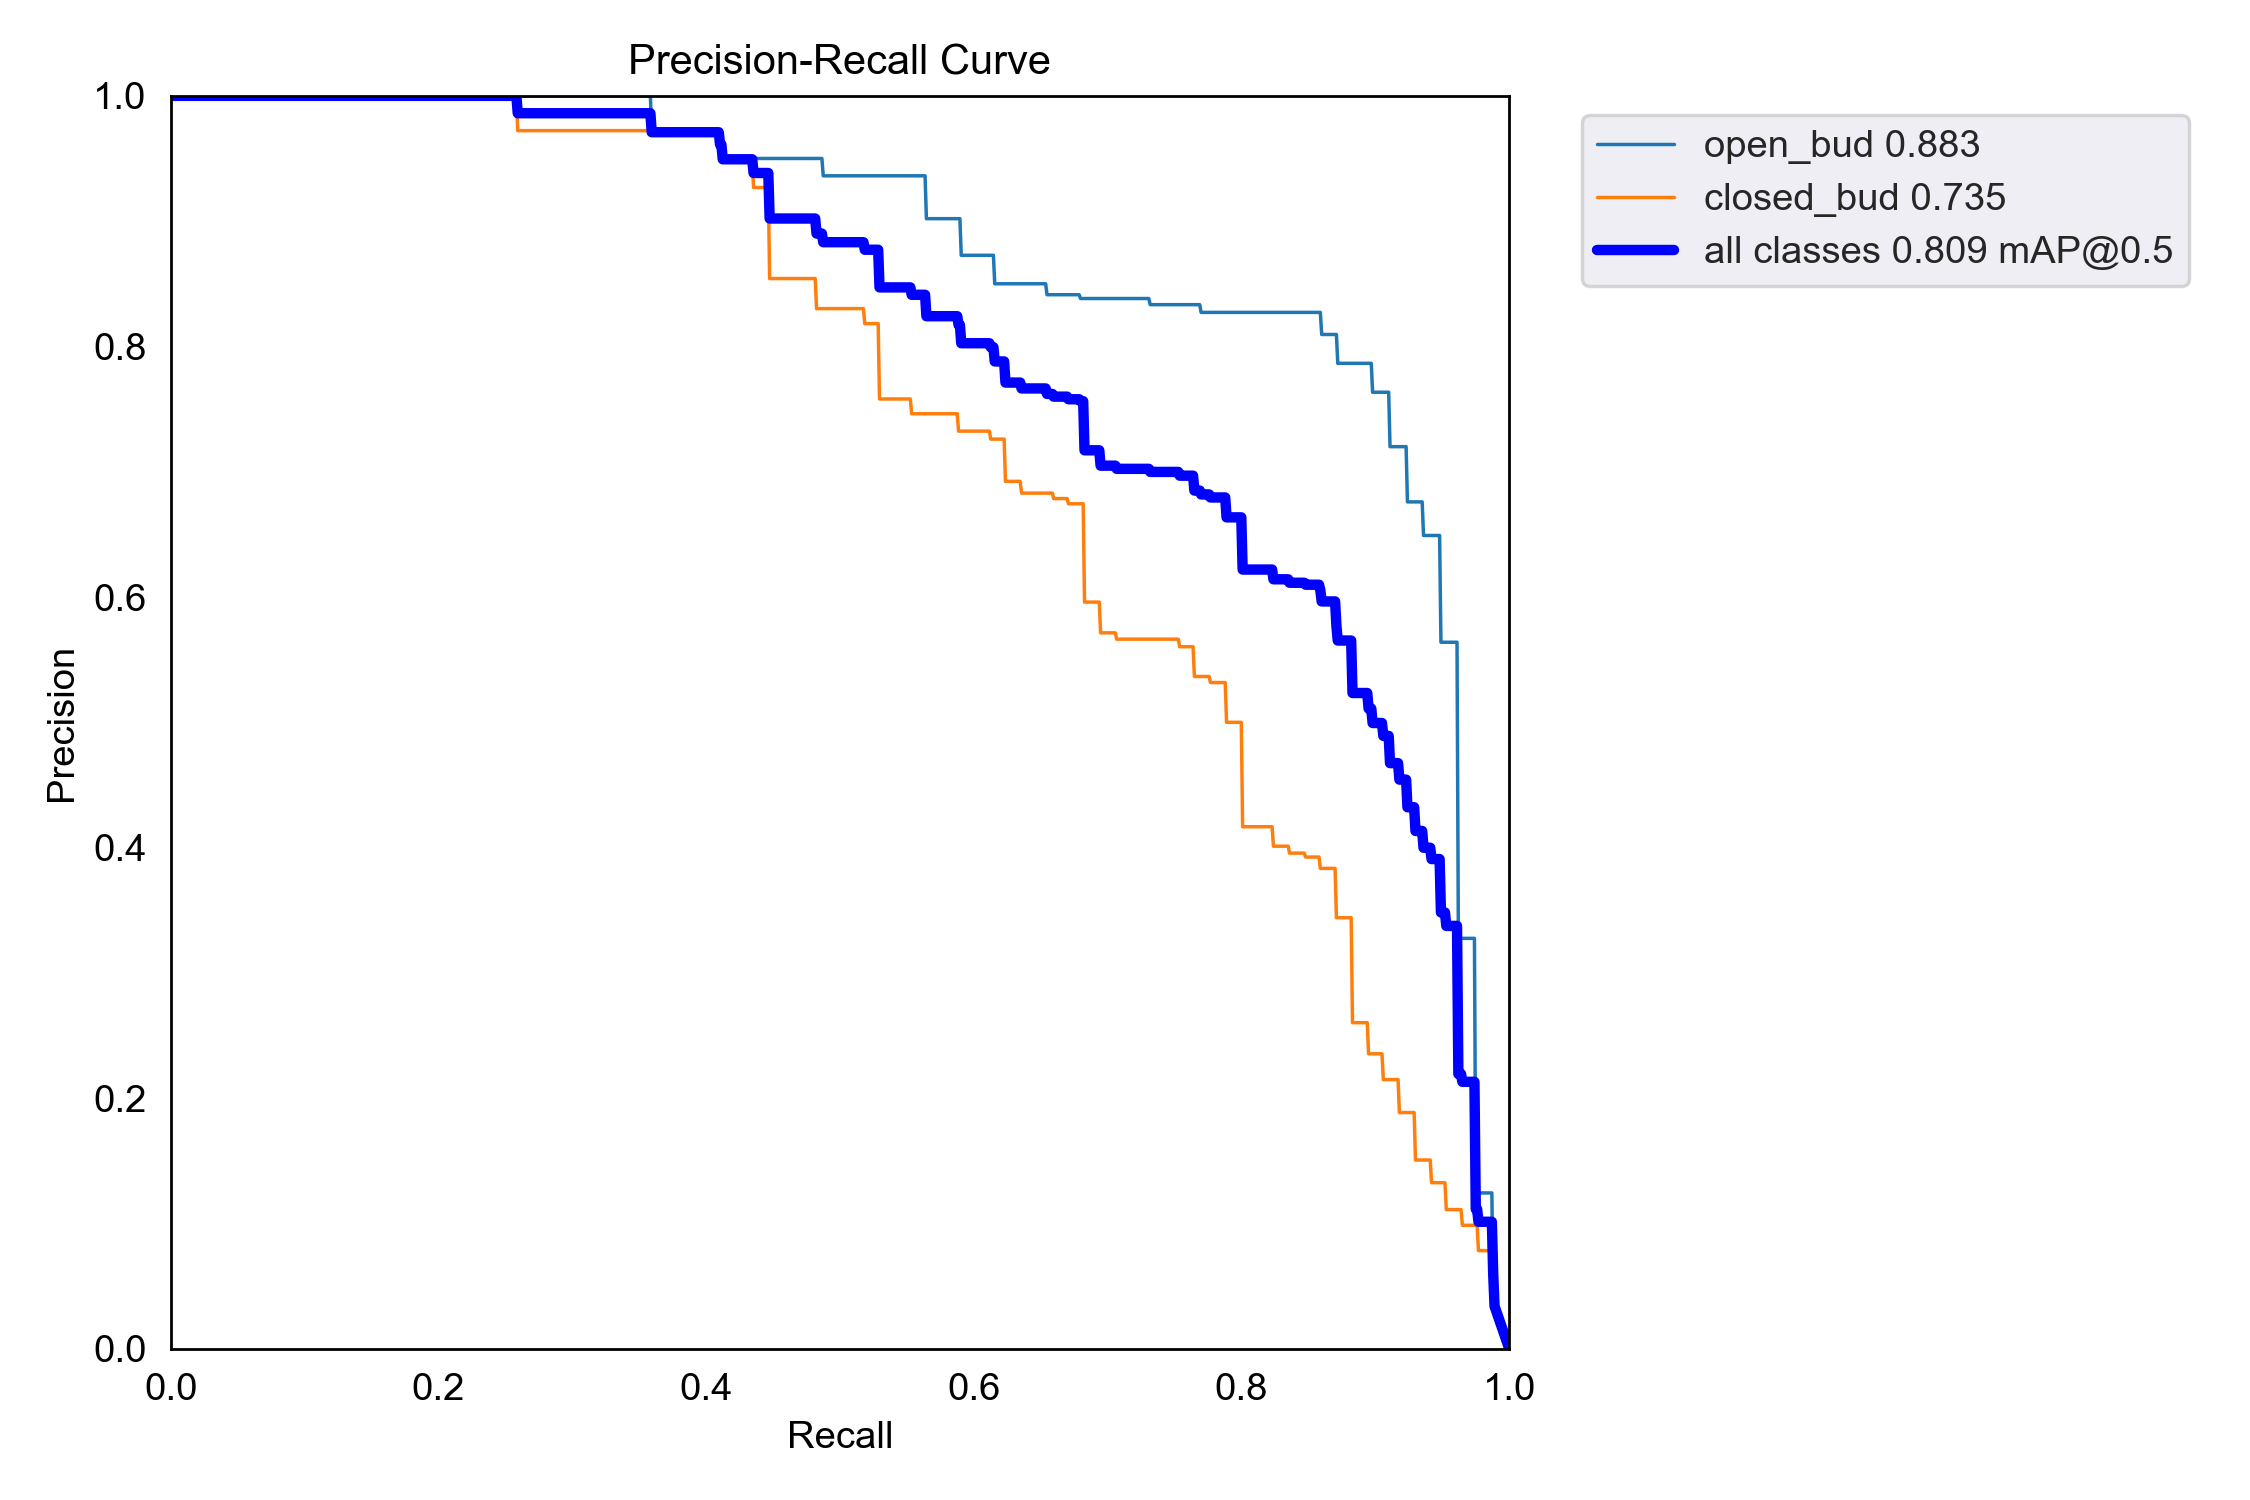 Precision-Recall Curve
1.0
0.8
0.6
0.4
0.2
0.0
Precision
0.0 0.2 0.4 0.6 0.8 1.0
Recall
open_bud 0.883
closed_bud 0.735
all classes 0.809 mAP@0.5